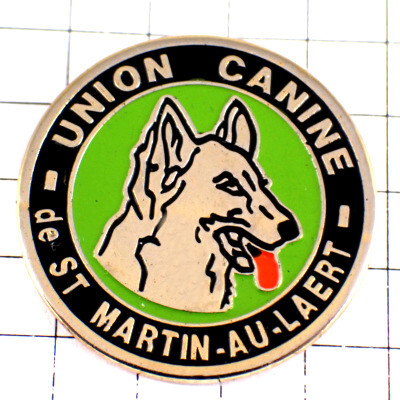 UNION CANINE
de ST MARTIN-AU-LAERT